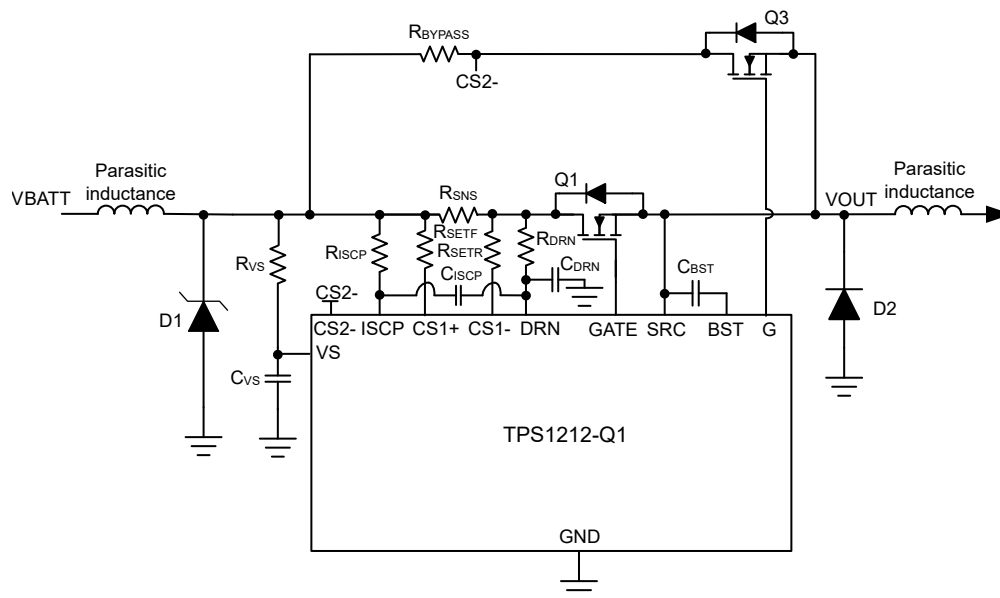 Q3
RBYPASS
CS2-
Parasitic
inductance
VBATT
RSNS
Q1
VOUT
Parasitic
inductance
RSETF
RSETR
RISCP
RDRN
RVS
CISCP
CDRN
CBST
CS2-
D1
D2
CS2- ISCP CS1+ CS1- DRN GATE SRC BST G
VS
CVS
TPS1212-Q1
GND